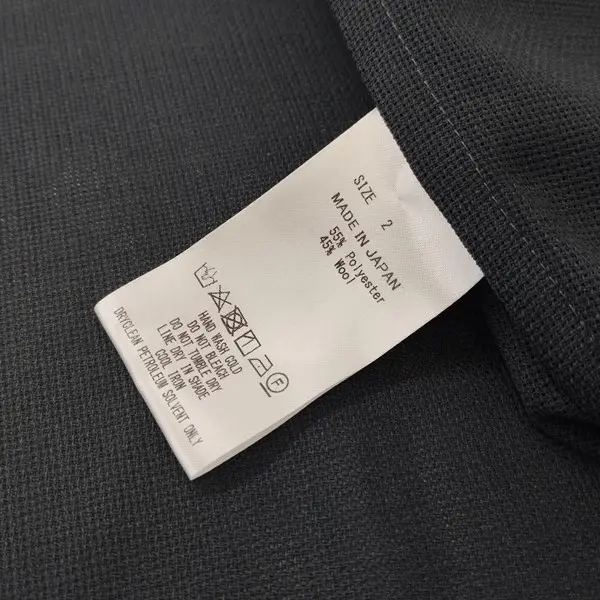 SIZE 2
MADE IN JAPAN
55% Polyester
45% Wool
HAND WASH COLD
DO NOT BLEACH
DO NOT TUMBLE DRY
LINE DRY IN SHADE
COOL IRON
DRYCLEAN PETROLEUM SOLVENT ONLY
F